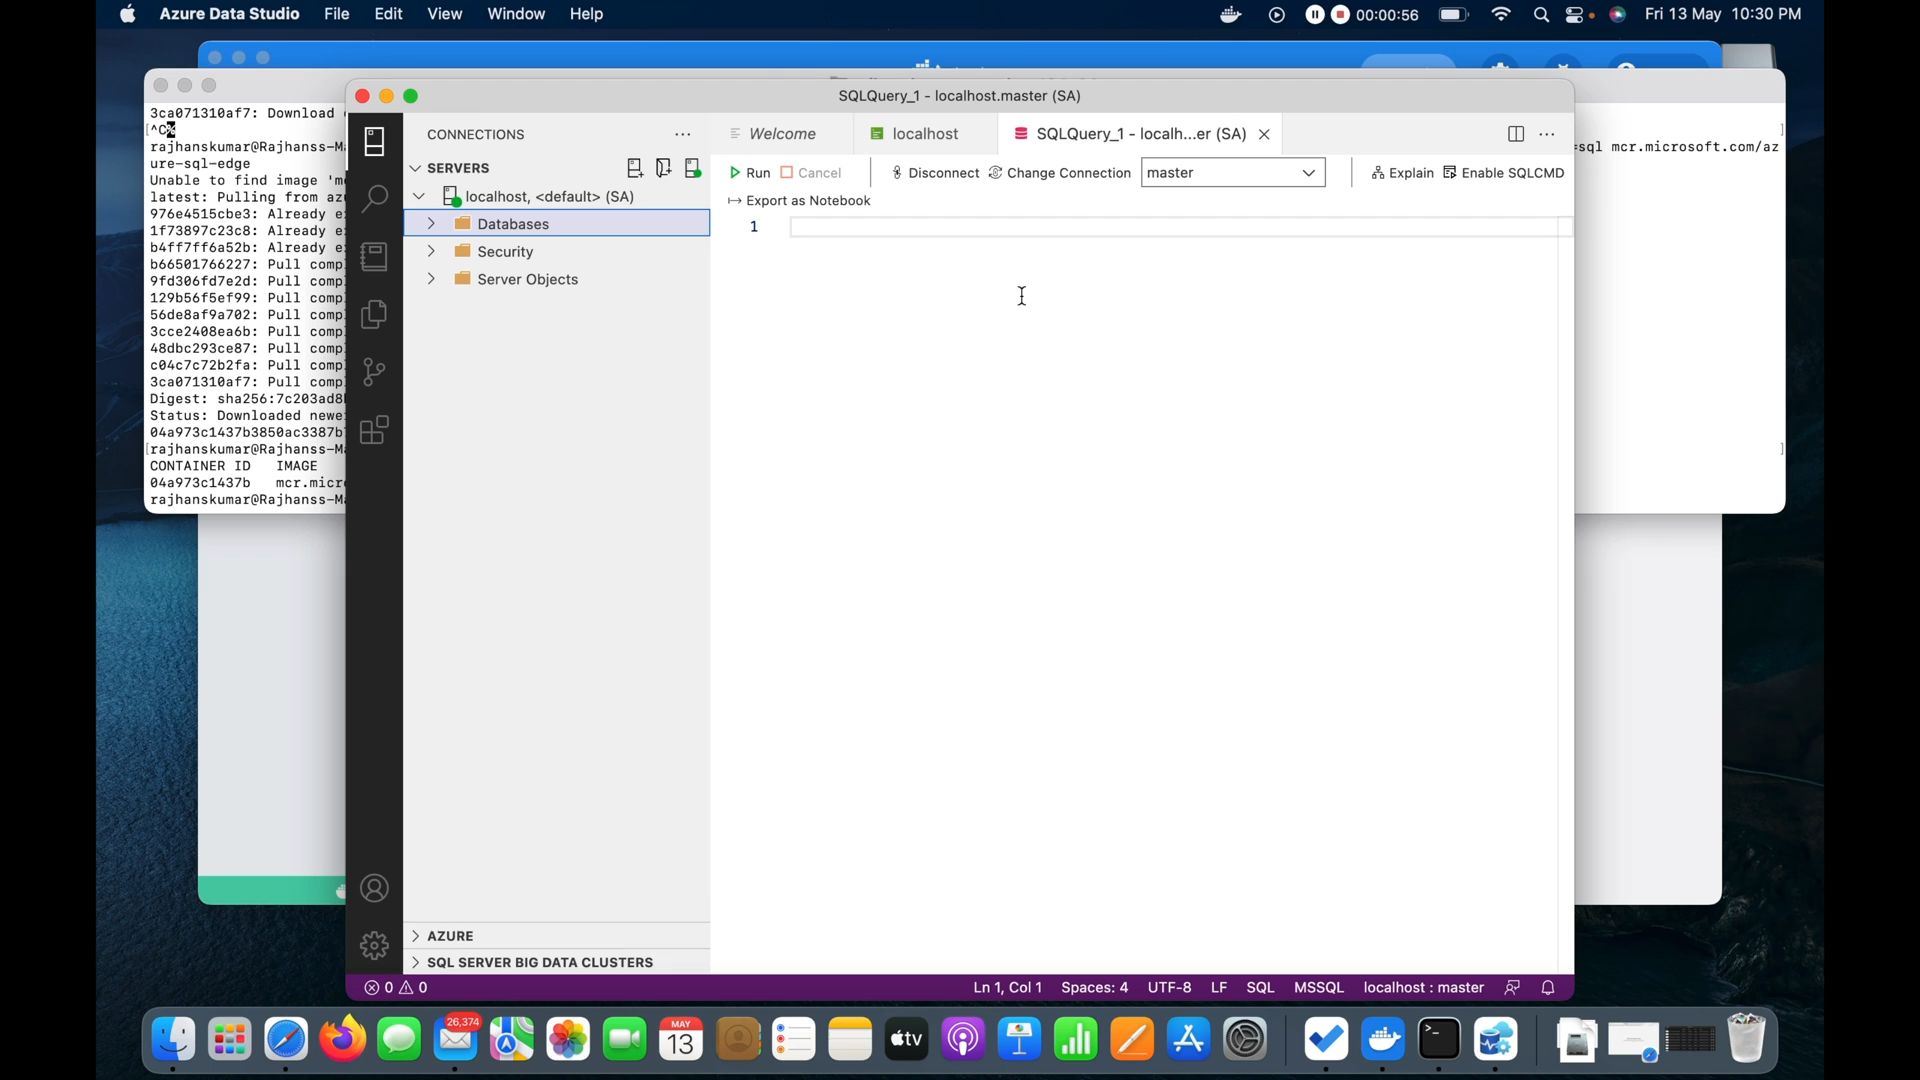 Azure Data Studio File Edit View Window Help
00:00:56 Fri 13 May 10:30 PM
SQLQuery_1 - localhost.master (SA)
3ca071310af7: Download
^C%
rajhanskumar@Rajhanss-Ma
=sql mcr.microsoft.com/az
ure-sql-edge
Unable to find image 'm
latest: Pulling from az
976e4515cbe3: Already e
1f73897c23c8: Already e
b4ff7ff6a52b: Already e
b66501766227: Pull comp
9fd306fd7e2d: Pull comp
129b56f5ef99: Pull comp
56de8af9a702: Pull comp
3cce2408ea6b: Pull comp
48dbc293ce87: Pull comp
c04c7c72b2fa: Pull comp
3ca071310af7: Pull comp
Digest: sha256:7c203ad8
Status: Downloaded newe
04a973c1437b3850ac3387b
rajhanskumar@Rajhanss-Ma
CONTAINER ID IMAGE
04a973c1437b mcr.micr
rajhanskumar@Rajhanss-Ma
CONNECTIONS
SERVERS
localhost, <default> (SA)
Databases
Security
Server Objects
AZURE
SQL SERVER BIG DATA CLUSTERS
Welcome localhost SQLQuery_1 - localh...er (SA)
Run Cancel Disconnect Change Connection master Explain Enable SQLCMD
Export as Notebook
1
0 0 Ln 1, Col 1 Spaces: 4 UTF-8 LF SQL MSSQL localhost : master
26,374
MAY
13
tv